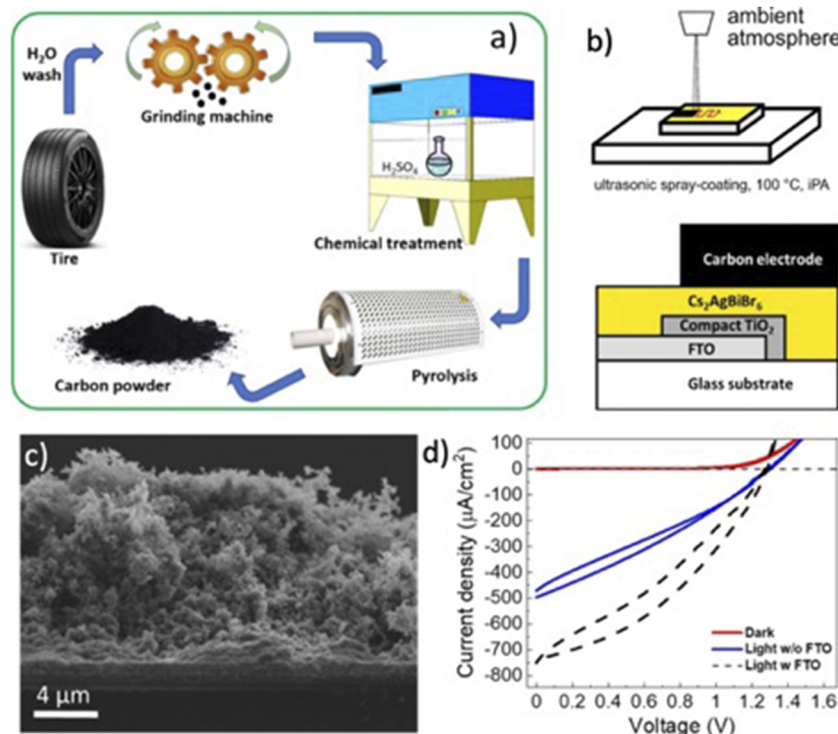 a)
H₂O
wash
Grinding machine
H₂SO₄
Tire
Chemical treatment
Carbon powder
Pyrolysis
b)
ambient
atmosphere
ultrasonic spray-coating, 100 °C, iPA
Carbon electrode
Cs₂AgBiBr₆
Compact TiO₂
FTO
Glass substrate
c)
4 μm
d)
Current density (μA/cm²)
100
0
-100
-200
-300
-400
-500
-600
-700
-800
Dark
Light w/o FTO
Light w FTO
0 0.2 0.4 0.6 0.8 1 1.2 1.4 1.6
Voltage (V)